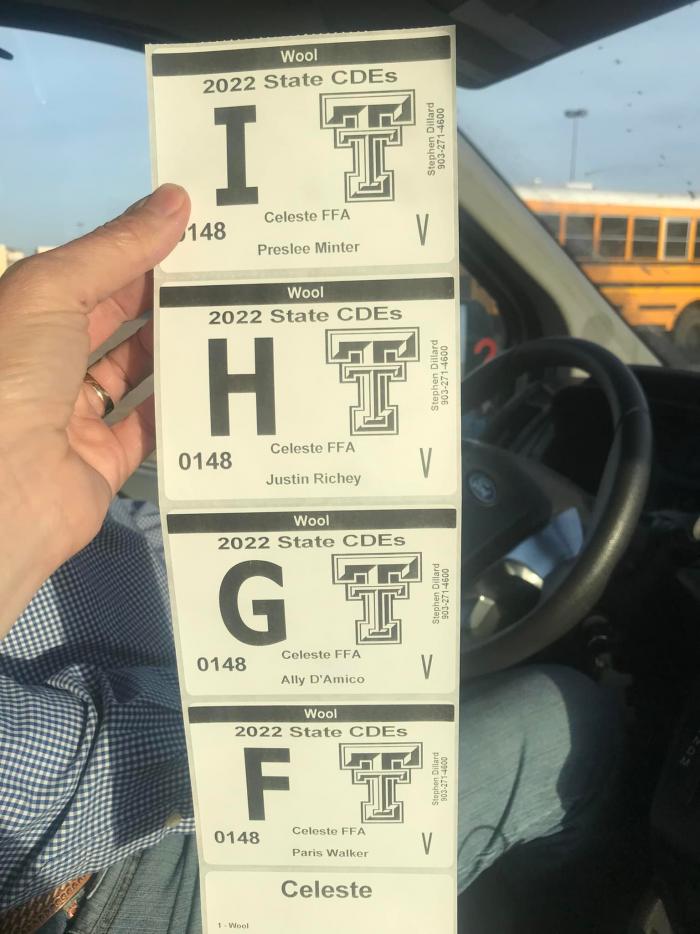 Wool
2022 State CDEs
I
Stephen Dillard
903-271-4600
Celeste FFA
0148
V
Preslee Minter
Wool
2022 State CDEs
H
Stephen Dillard
903-271-4600
Celeste FFA
0148
V
Justin Richey
Wool
2022 State CDEs
G
Stephen Dillard
903-271-4600
Celeste FFA
0148
V
Ally D'Amico
Wool
2022 State CDEs
F
Stephen Dillard
903-271-4600
Celeste FFA
0148
V
Paris Walker
Celeste
1 - Wool
2